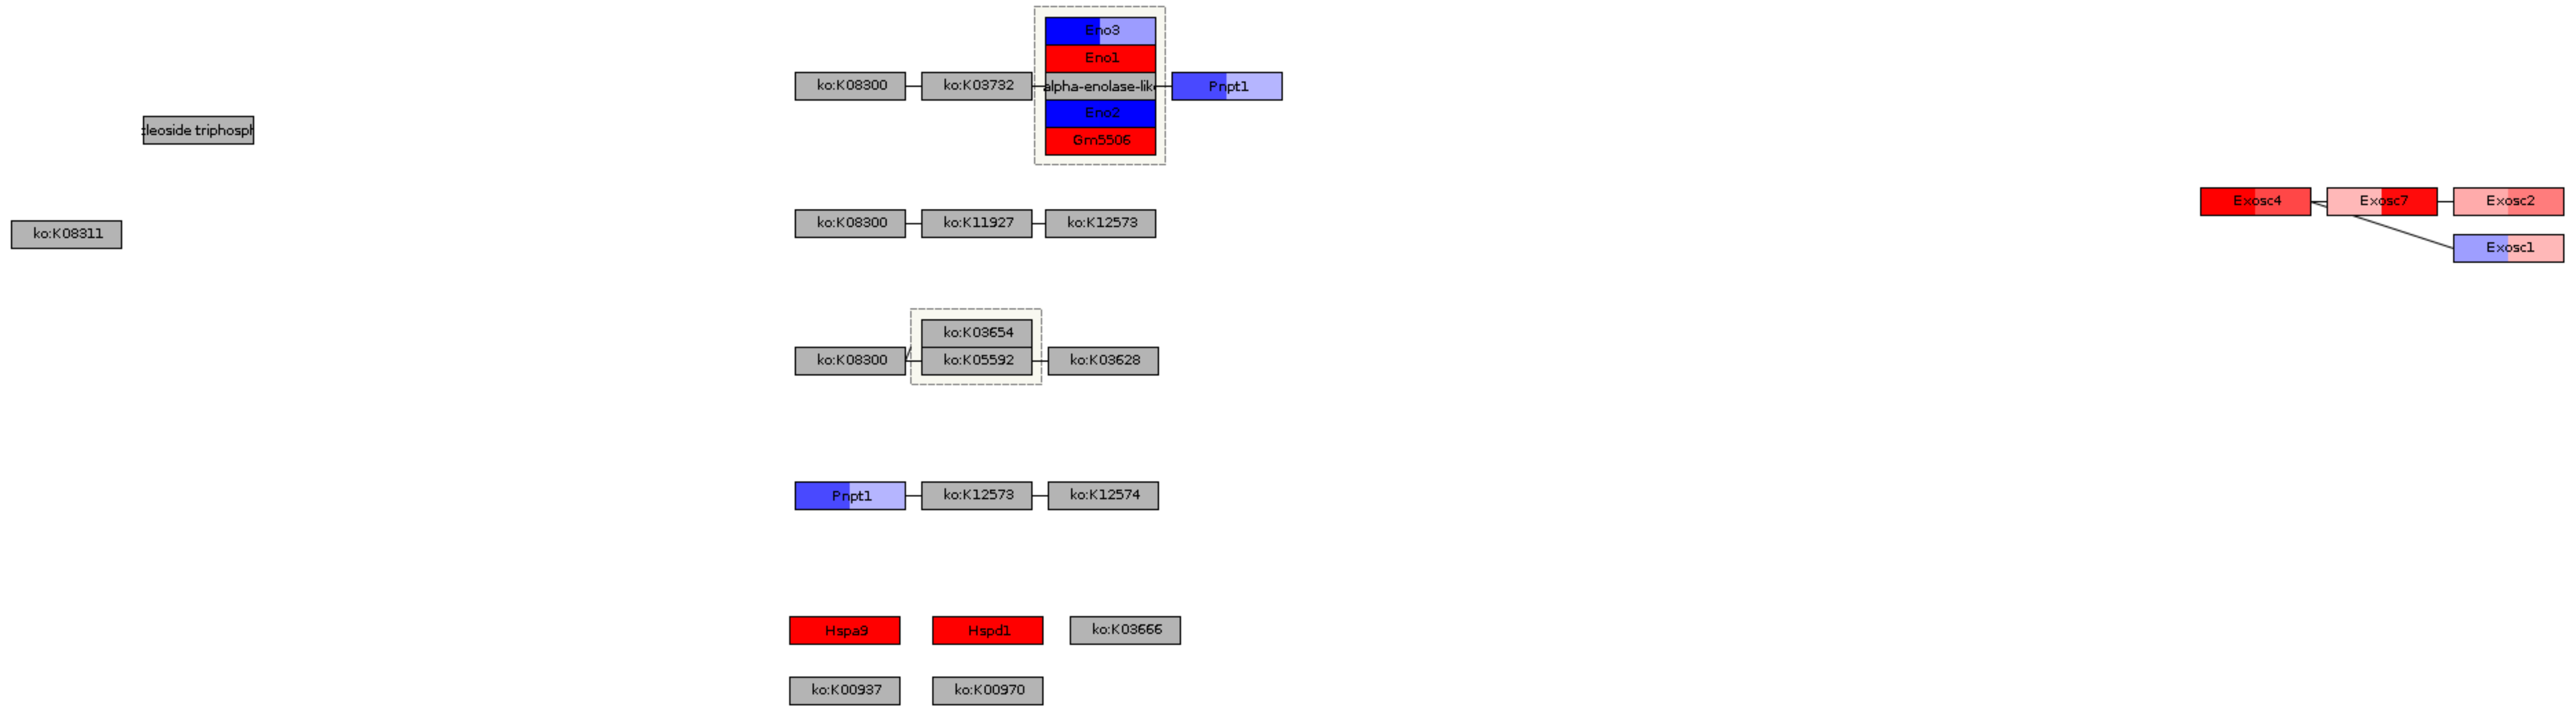 Eno3
Eno1
ko:K08300
ko:K03732
alpha-enolase-lik
Pnpt1
Eno2
leoside triphosp
Gm5506
Exosc4
Exosc7
Exosc2
ko:K08311
ko:K08300
ko:K11927
ko:K12573
Exosc1
ko:K03654
ko:K08300
ko:K05592
ko:K03628
Pnpt1
ko:K12573
ko:K12574
Hspa9
Hspd1
ko:K03666
ko:K00937
ko:K00970